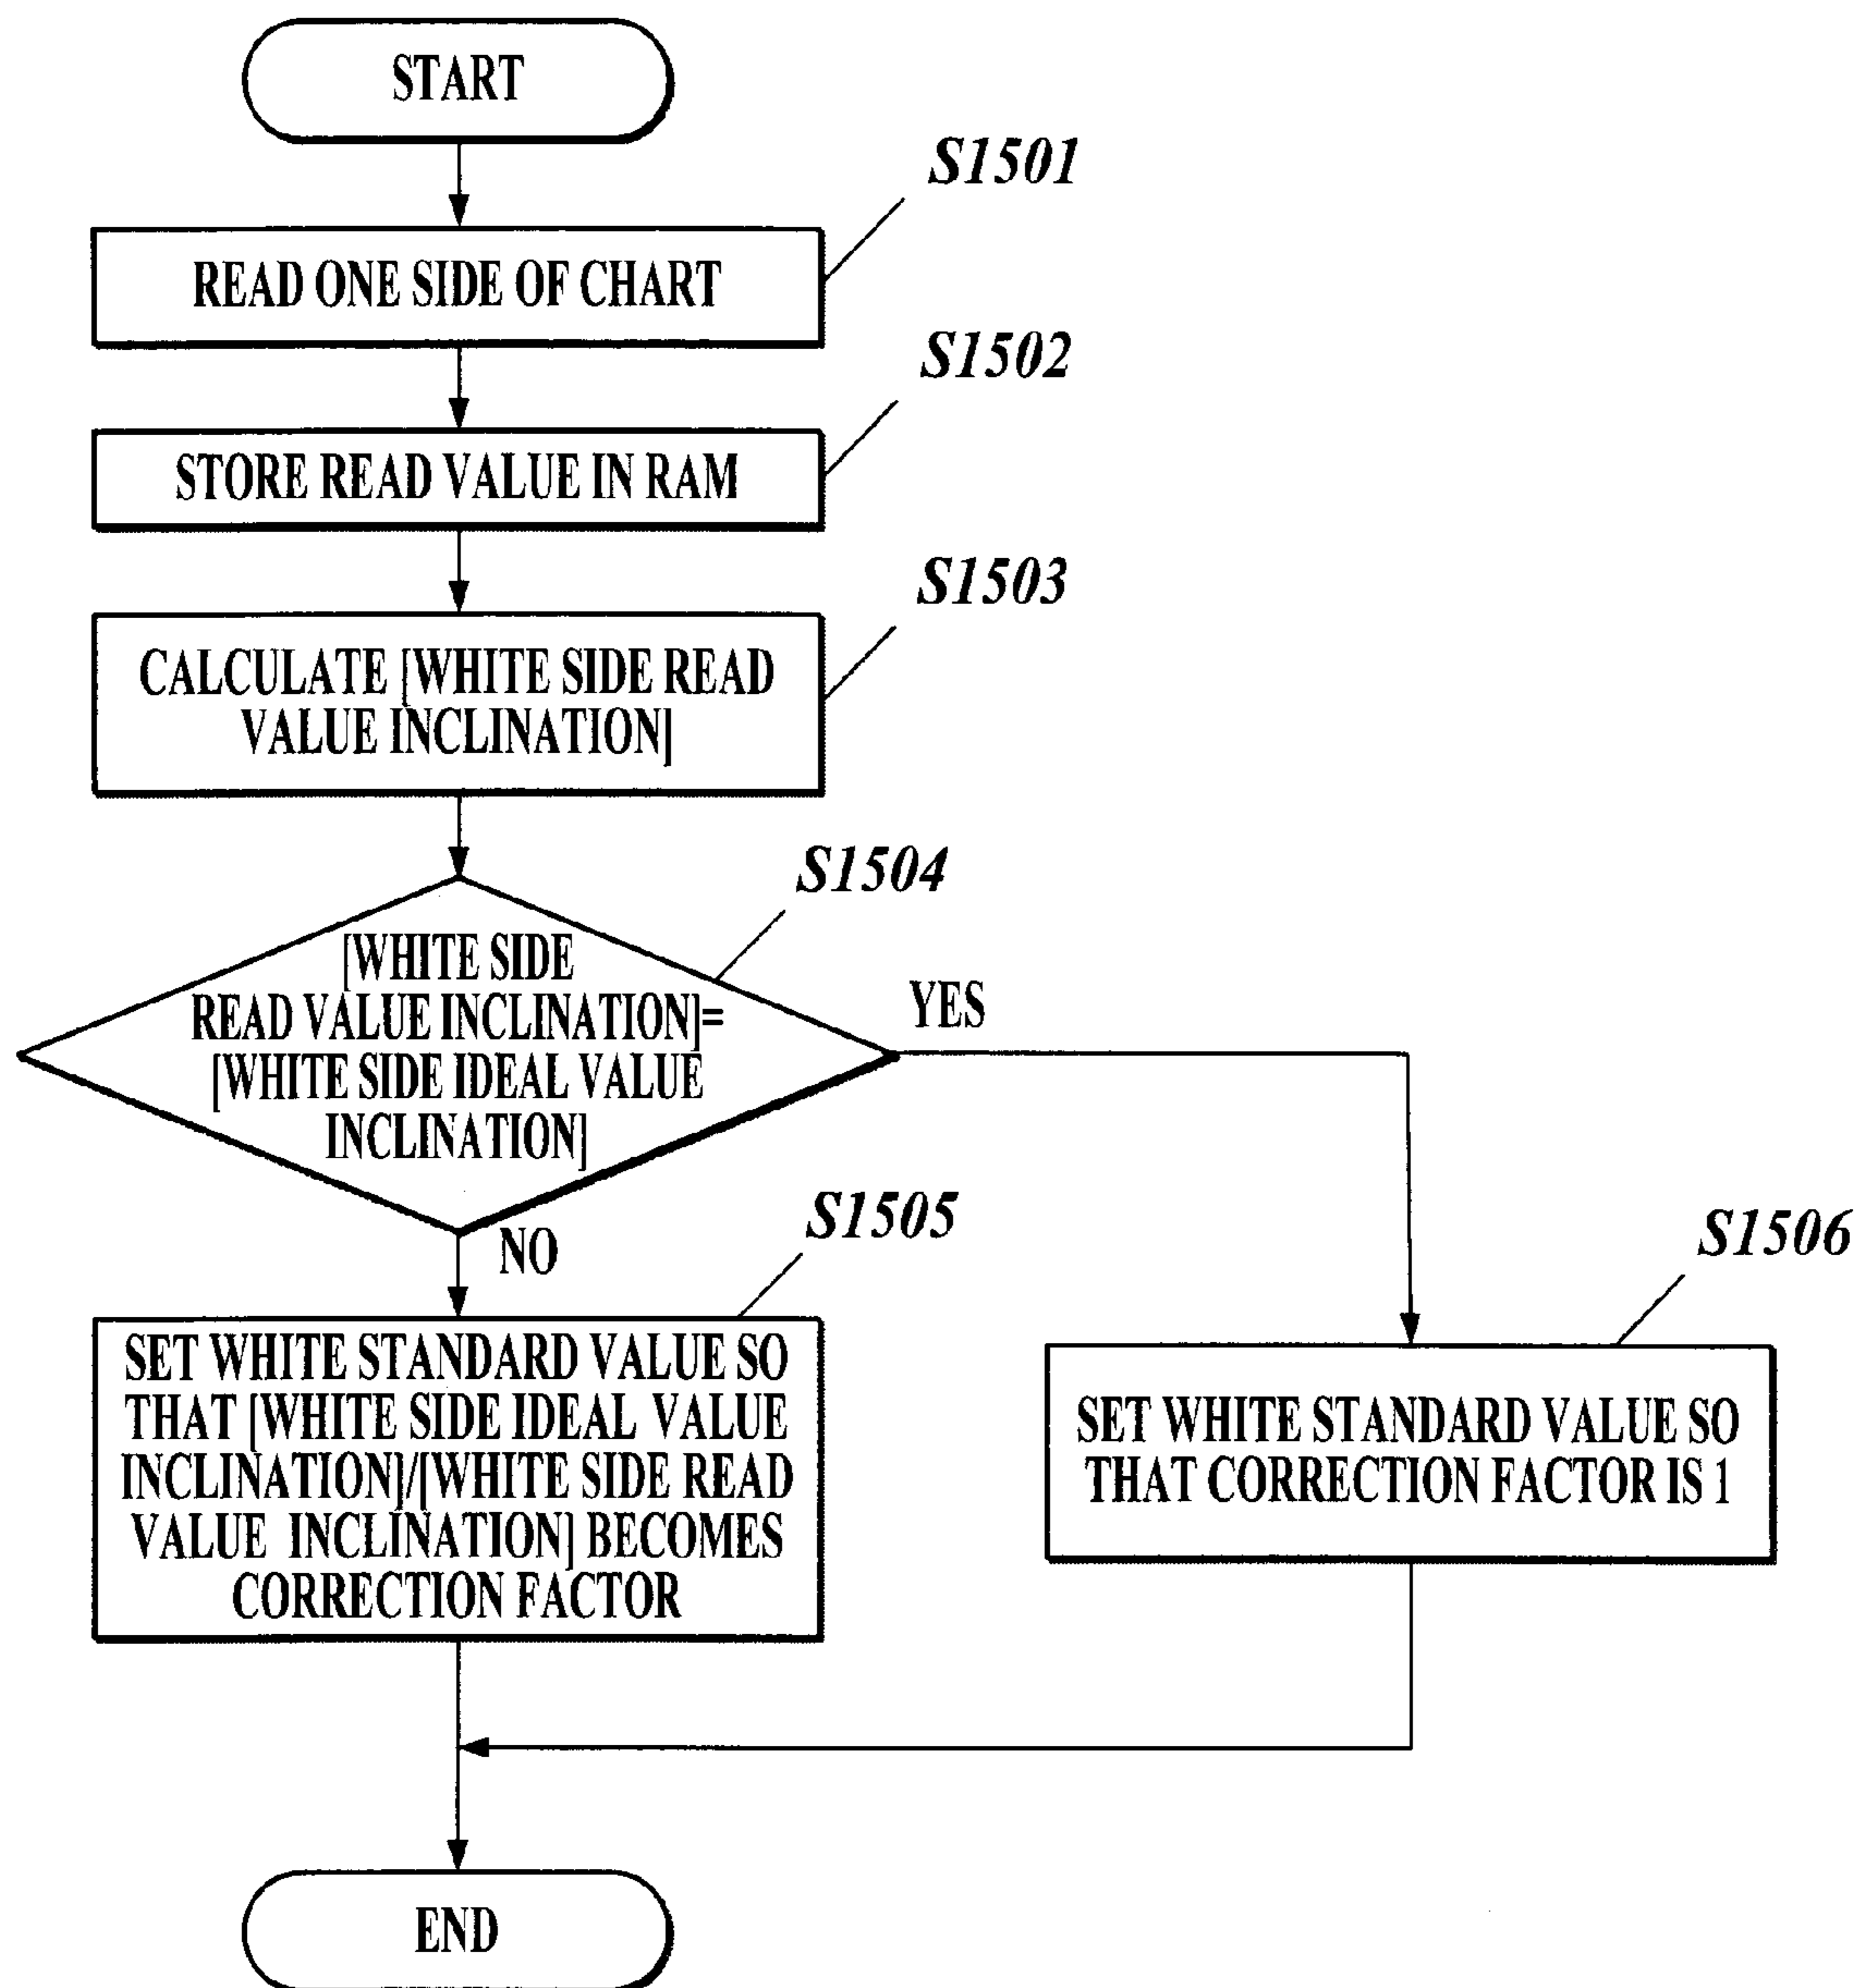 START
S1501
READ ONE SIDE OF CHART
S1502
STORE READ VALUE IN RAM
S1503
CALCULATE [WHITE SIDE READ
VALUE INCLINATION]
S1504
[WHITE SIDE
READ VALUE INCLINATION]=
[WHITE SIDE IDEAL VALUE
INCLINATION]
YES
NO
S1505
SET WHITE STANDARD VALUE SO
THAT [WHITE SIDE IDEAL VALUE
INCLINATION]/[WHITE SIDE READ
VALUE INCLINATION] BECOMES
CORRECTION FACTOR
S1506
SET WHITE STANDARD VALUE SO
THAT CORRECTION FACTOR IS 1
END